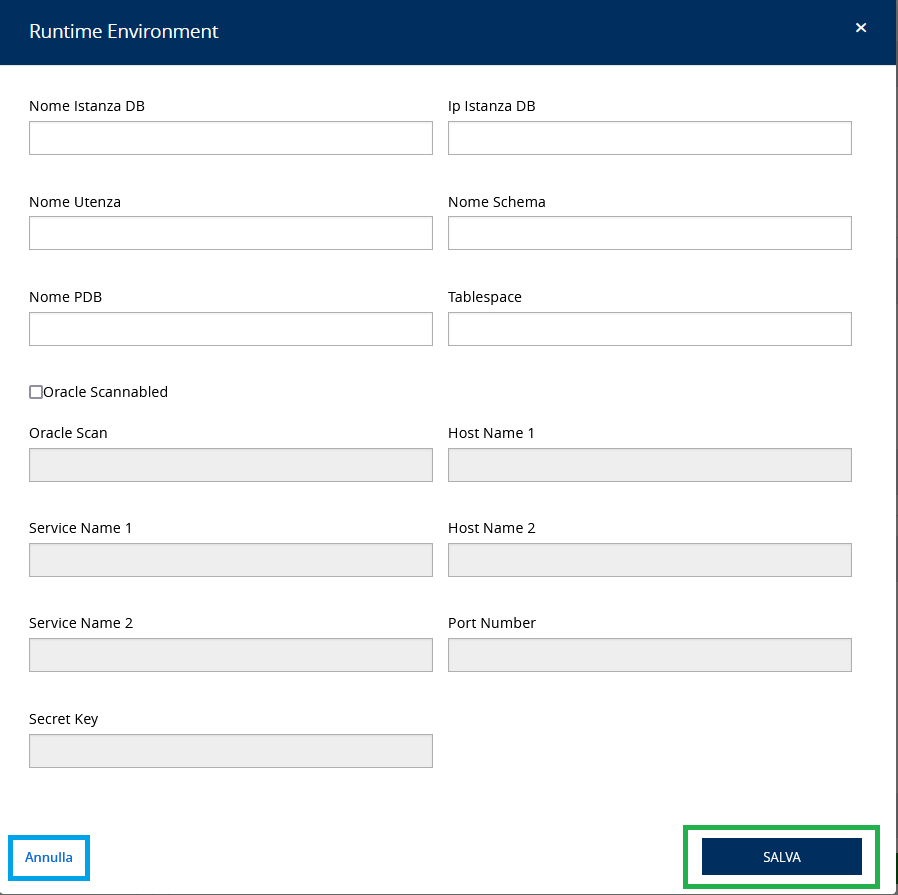 Runtime Environment ×
Nome Istanza DB Ip Istanza DB
Nome Utenza Nome Schema
Nome PDB Tablespace
Oracle Scannabled
Oracle Scan Host Name 1
Service Name 1 Host Name 2
Service Name 2 Port Number
Secret Key
Annulla SALVA